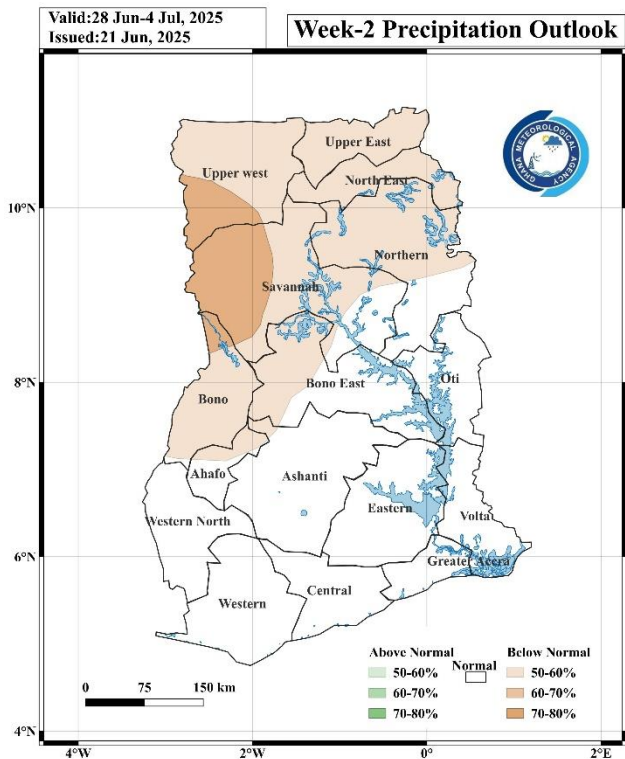 Valid:28 Jun-4 Jul, 2025
Issued:21 Jun, 2025
Week-2 Precipitation Outlook
GHANA METEOROLOGICAL AGENCY
Upper East
Upper west
North East
10°N
Northern
Savannah
8°N
Bono East
Oti
Bono
Ahafo
Ashanti
Western North
Eastern
Volta
6°N
Greater Accra
Central
Western
Above Normal
Normal
Below Normal
50-60%
50-60%
0 75 150 km
60-70%
60-70%
70-80%
70-80%
4°N
4°W
2°W
0°
2°E